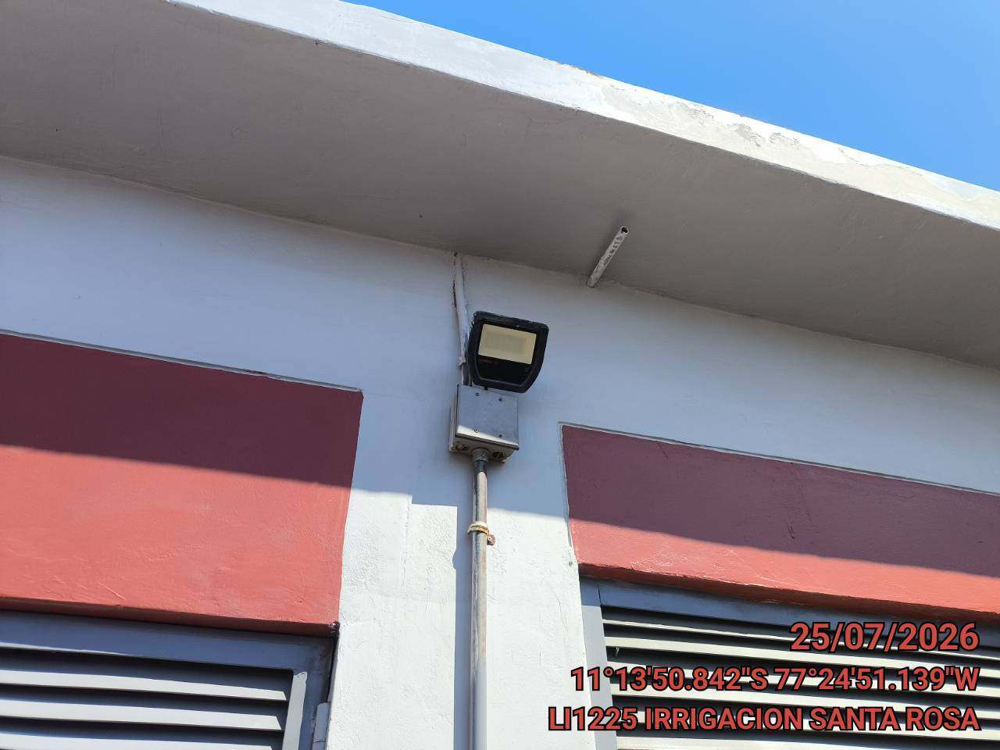 25/07/2026
11°13'50.842"S 77°24'51.139"W
LI1225 IRRIGACION SANTA ROSA